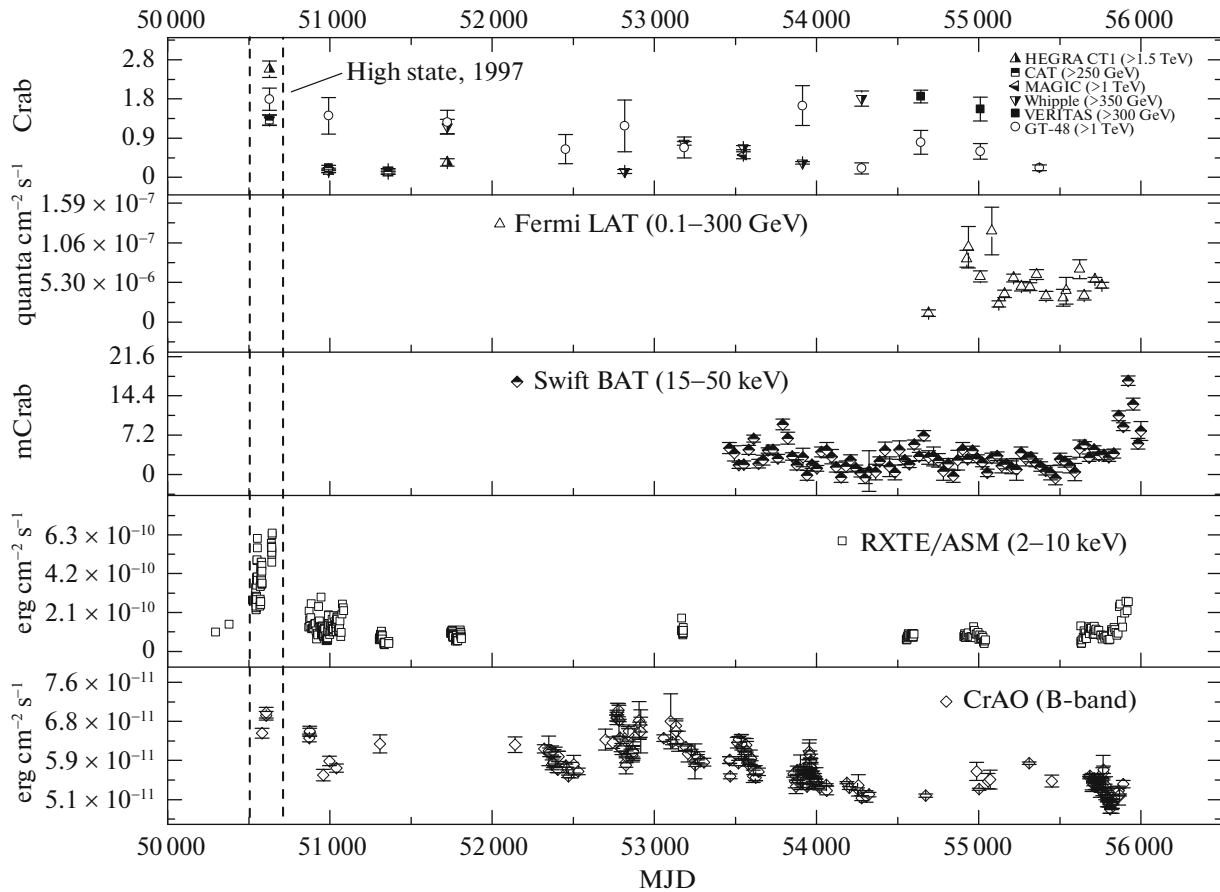 50 000 51 000 52 000 53 000 54 000 55 000 56 000
Crab
2.8
1.8
0.9
0
High state, 1997
HEGRA CT1 (>1.5 TeV)
CAT (>250 GeV)
MAGIC (>1 TeV)
Whipple (>350 GeV)
VERITAS (>300 GeV)
GT-48 (>1 TeV)
quanta cm⁻² s⁻¹
1.59 × 10⁻⁷
1.06 × 10⁻⁷
5.30 × 10⁻⁶
0
Fermi LAT (0.1–300 GeV)
mCrab
21.6
14.4
7.2
0
Swift BAT (15–50 keV)
erg cm⁻² s⁻¹
6.3 × 10⁻¹⁰
4.2 × 10⁻¹⁰
2.1 × 10⁻¹⁰
0
RXTE/ASM (2–10 keV)
erg cm⁻² s⁻¹
7.6 × 10⁻¹¹
6.8 × 10⁻¹¹
5.9 × 10⁻¹¹
5.1 × 10⁻¹¹
CrAO (B-band)
50 000 51 000 52 000 53 000 54 000 55 000 56 000
MJD